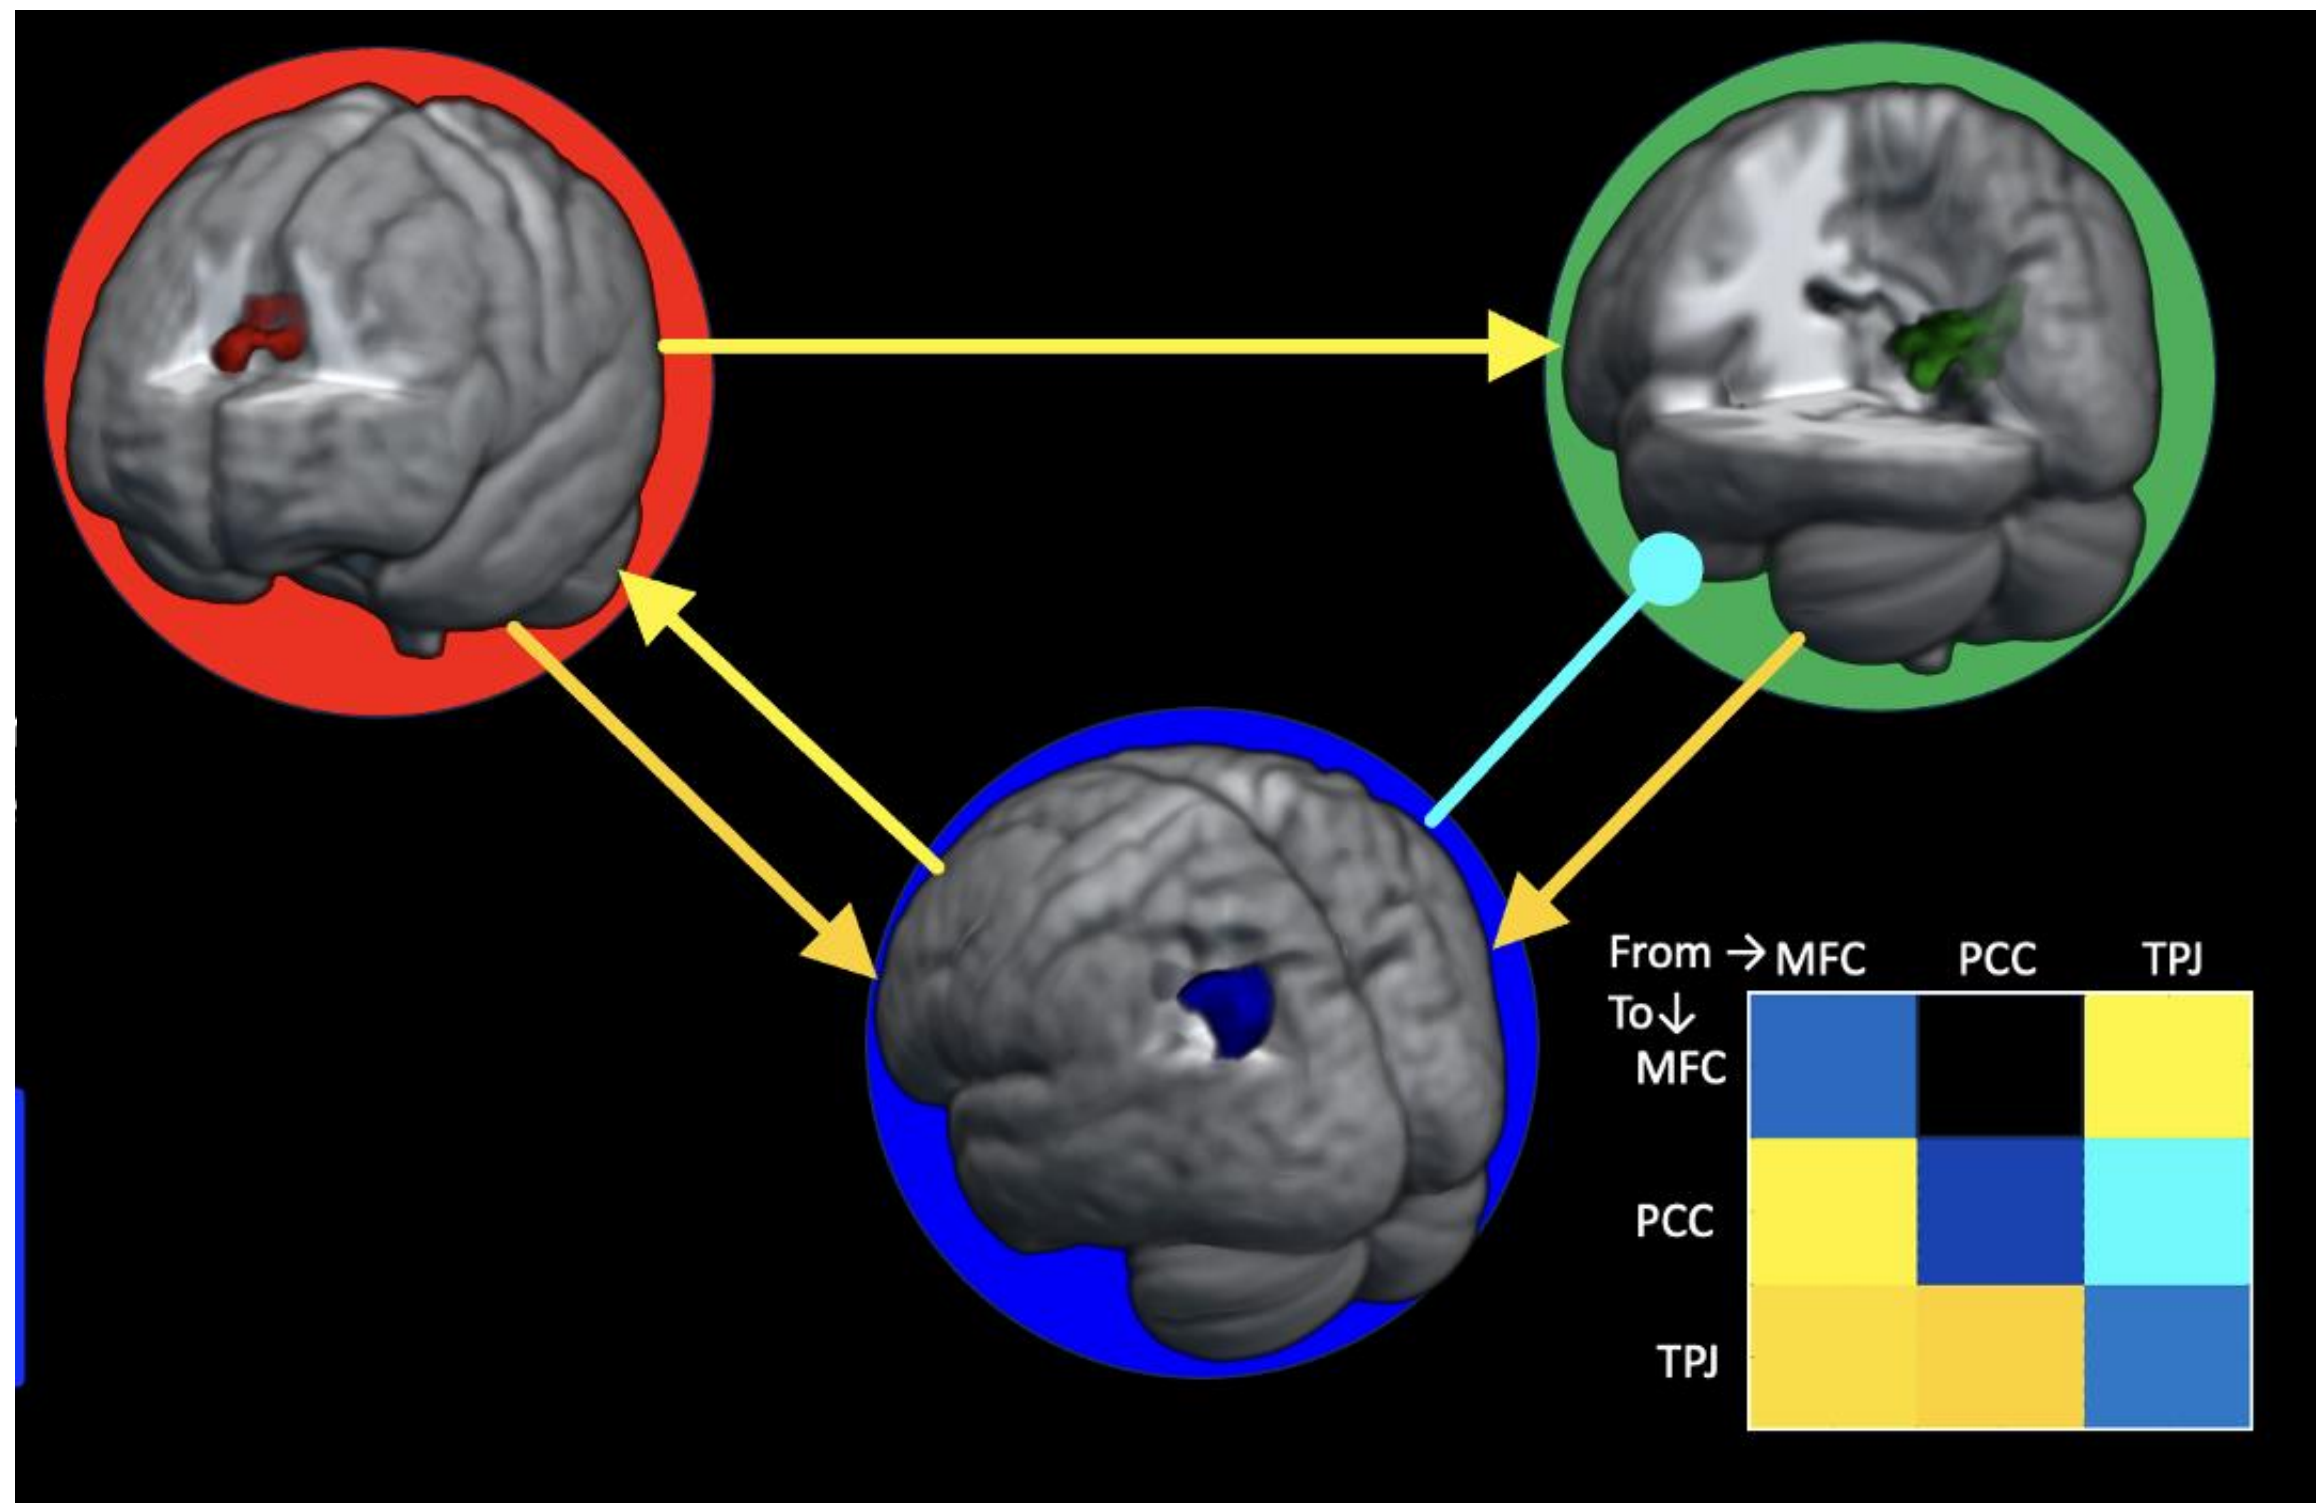 From → MFC PCC TPJ
To ↓
MFC
PCC
TPJ